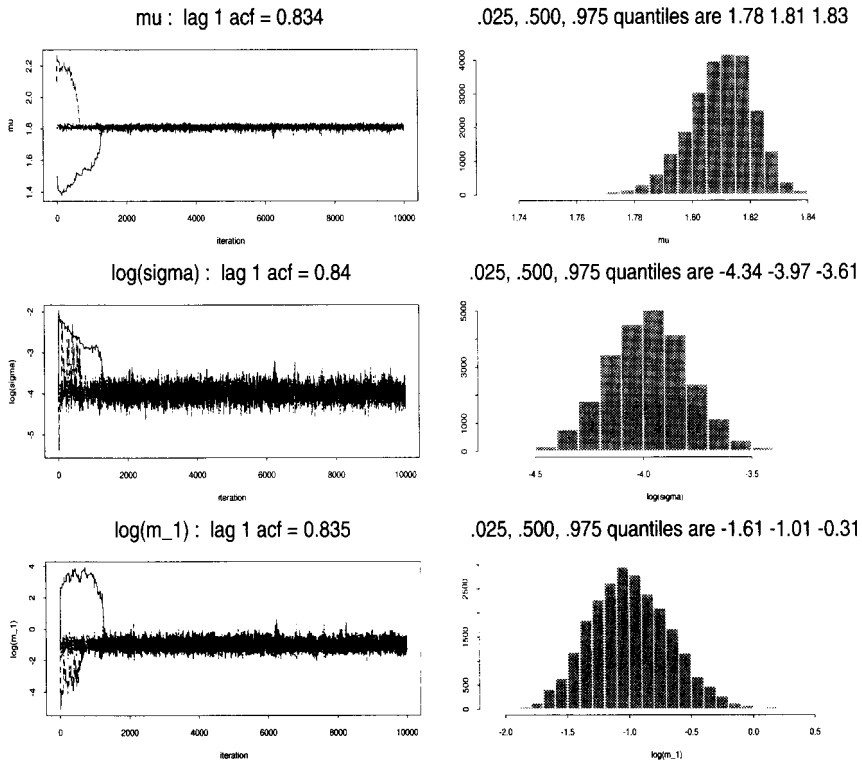 mu : lag 1 acf = 0.834
.025, .500, .975 quantiles are 1.78 1.81 1.83
mu
1.4 1.6 1.8 2.0 2.2
0 2000 4000 6000 8000 10000
iteration
0 1000 2000 3000 4000
1.74 1.76 1.78 1.80 1.82 1.84
mu
log(sigma) : lag 1 acf = 0.84
.025, .500, .975 quantiles are -4.34 -3.97 -3.61
log(sigma)
-5 -4 -3 -2
0 2000 4000 6000 8000 10000
iteration
0 1000 3000 5000
-4.5 -4.0 -3.5
log(sigma)
log(m_1) : lag 1 acf = 0.835
.025, .500, .975 quantiles are -1.61 -1.01 -0.31
log(m_1)
-4 -2 0 2 4
0 2000 4000 6000 8000 10000
iteration
0 500 1500 2500
-2.0 -1.5 -1.0 -0.5 0.0 0.5
log(m_1)